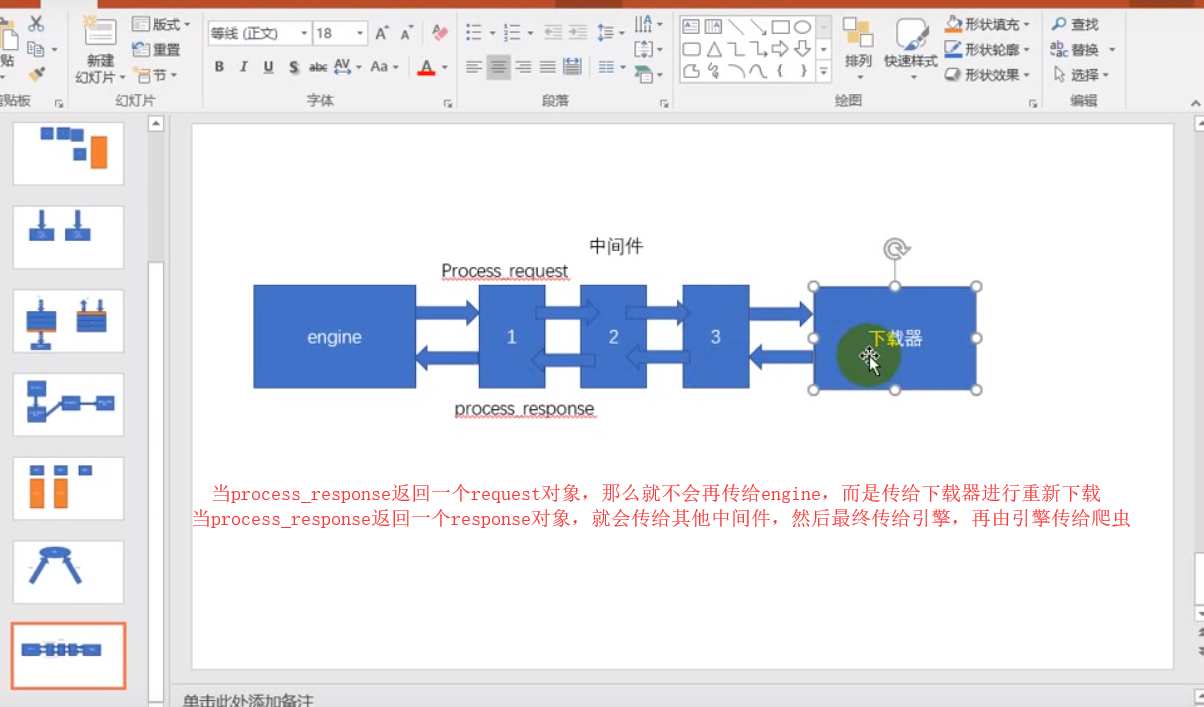 贴
新建
幻灯片
版式
重置
节
等线 (正文)
18
B I U S abc AV Aa A
排列
快速样式
形状填充
形状轮廓
形状效果
查找
替换
选择
剪贴板
幻灯片
字体
段落
绘图
编辑
中间件
Process_request
engine
1
2
3
下载器
process_response
当process_response返回一个request对象，那么就不会再传给engine，而是传给下载器进行重新下载
当process_response返回一个response对象，就会传给其他中间件，然后最终传给引擎，再由引擎传给爬虫
单击此处添加备注